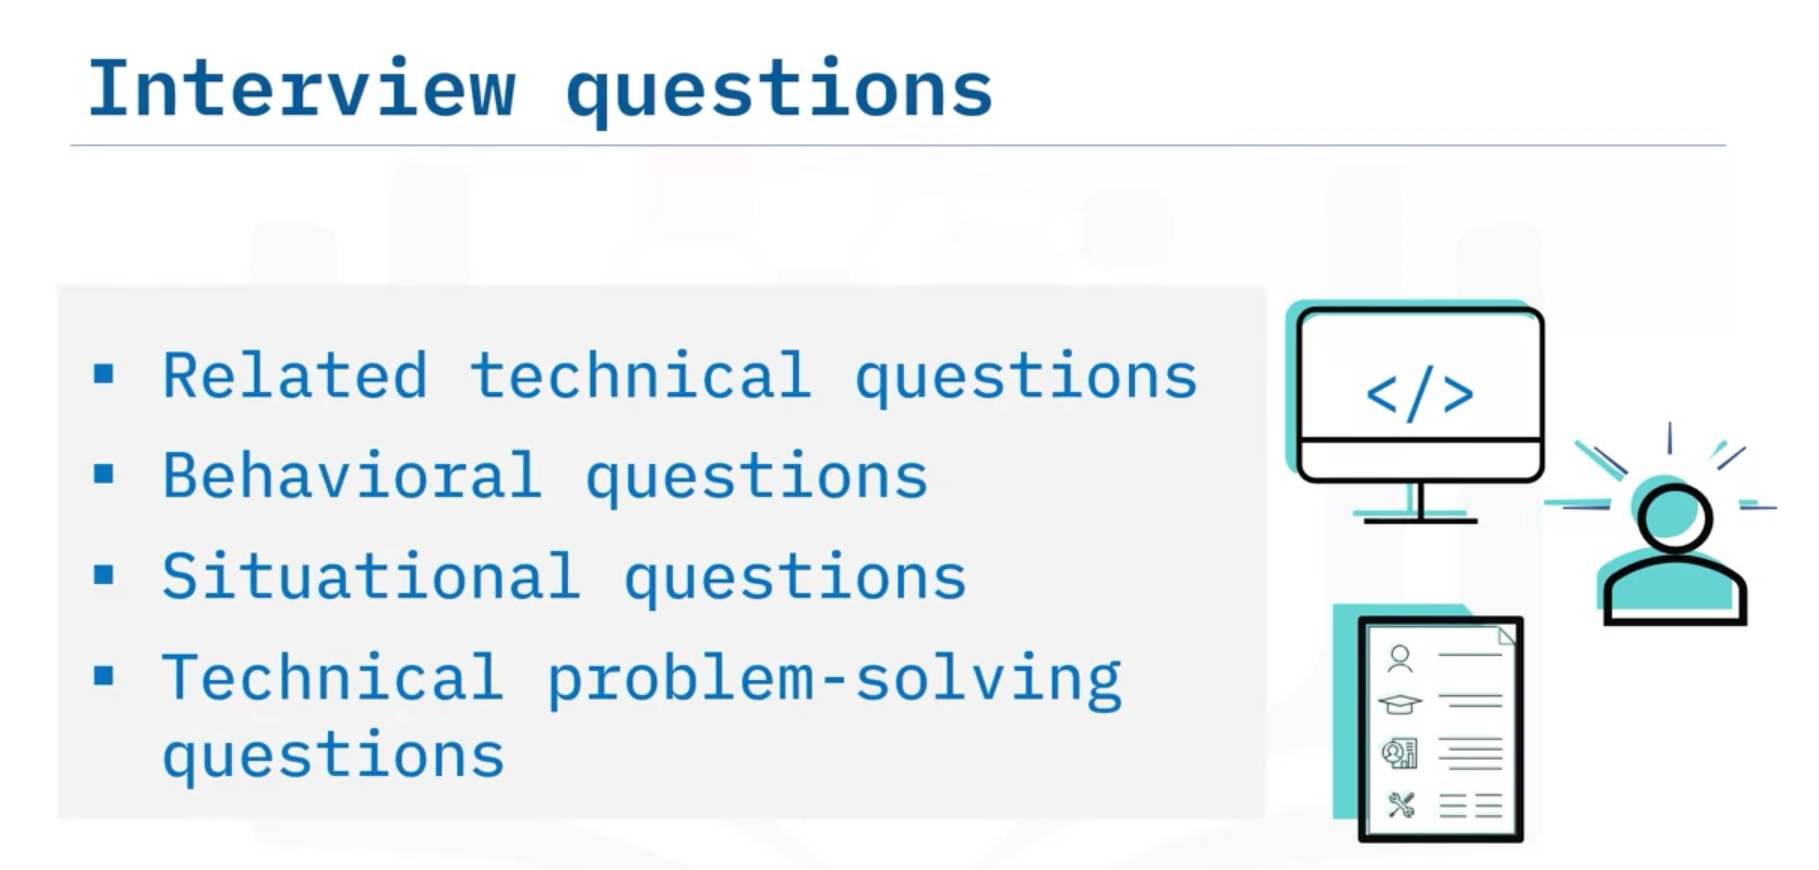 Interview questions
▪ Related technical questions
▪ Behavioral questions
▪ Situational questions
▪ Technical problem-solving
questions
</>